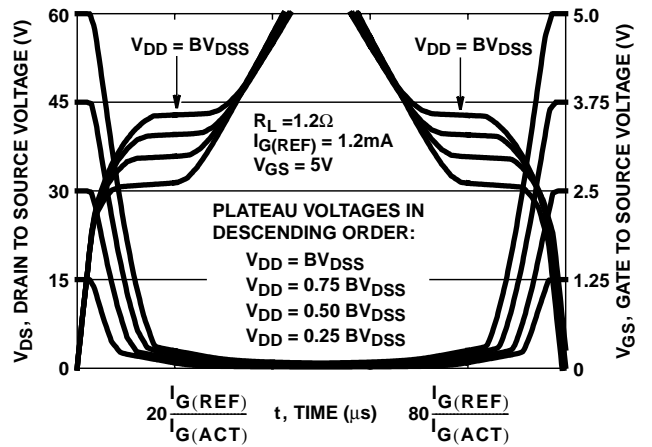 60
45
30
15
0
V_DS, DRAIN TO SOURCE VOLTAGE (V)
V_DD = BV_DSS
V_DD = BV_DSS
R_L =1.2Ω
I_G(REF) = 1.2mA
V_GS = 5V
PLATEAU VOLTAGES IN
DESCENDING ORDER:
V_DD = BV_DSS
V_DD = 0.75 BV_DSS
V_DD = 0.50 BV_DSS
V_DD = 0.25 BV_DSS
5.0
3.75
2.5
1.25
0
V_GS, GATE TO SOURCE VOLTAGE (V)
20 I_G(REF)/I_G(ACT)
t, TIME (µs)
80 I_G(REF)/I_G(ACT)